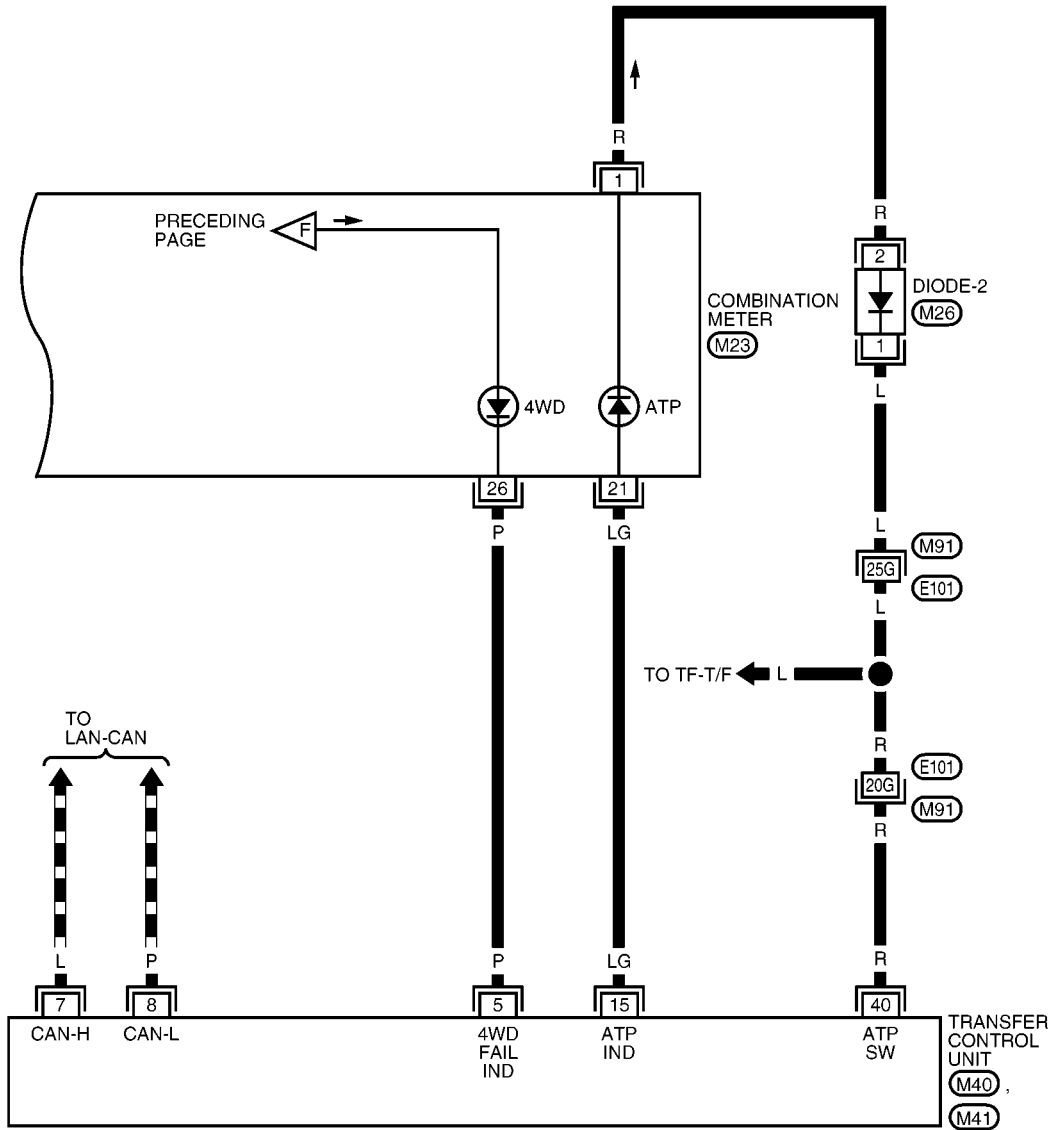 R
1
PRECEDING
PAGE
F
R
2
DIODE-2
M26
1
COMBINATION
METER
M23
L
4WD
ATP
26
21
P
LG
L
M91
25G
E101
L
TO TF-T/F
L
TO
LAN-CAN
R
E101
20G
M91
R
L
P
P
LG
R
7
8
5
15
40
CAN-H
CAN-L
4WD
FAIL
IND
ATP
IND
ATP
SW
TRANSFER
CONTROL
UNIT
M40 ,
M41